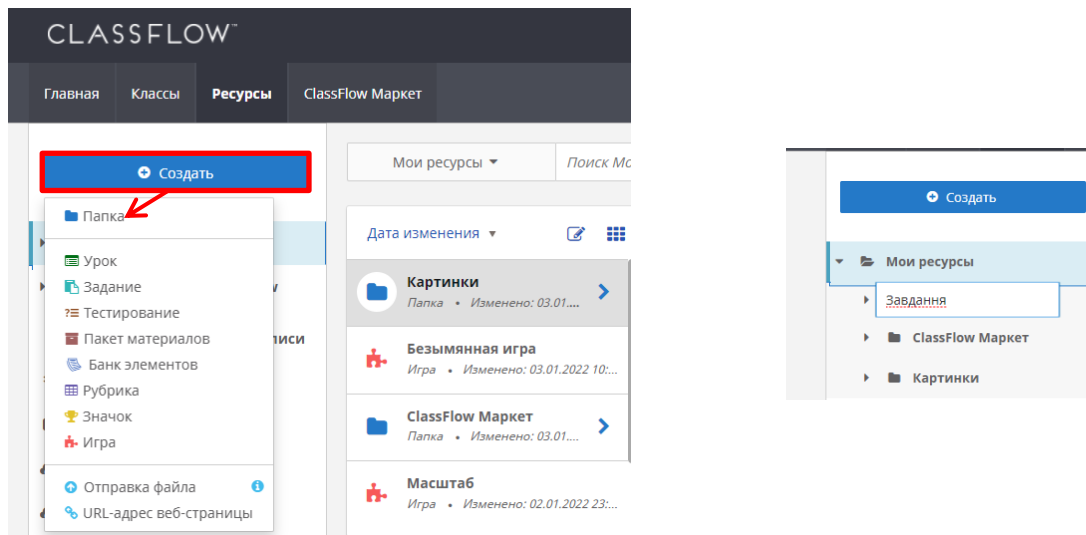 CLASSFLOW™
Главная Классы Ресурсы ClassFlow Маркет
Создать
Папка
Урок
Задание
Тестирование
Пакет материалов
Банк элементов
Рубрика
Значок
Игра
Отправка файла
URL-адрес веб-страницы
Мои ресурсы Поиск Мо
Дата изменения
Картинки
Папка • Изменено: 03.01....
Безымянная игра
Игра • Изменено: 03.01.2022 10:...
ClassFlow Маркет
Папка • Изменено: 03.01....
Масштаб
Игра • Изменено: 02.01.2022 23:...
Создать
Мои ресурсы
Завдання
ClassFlow Маркет
Картинки